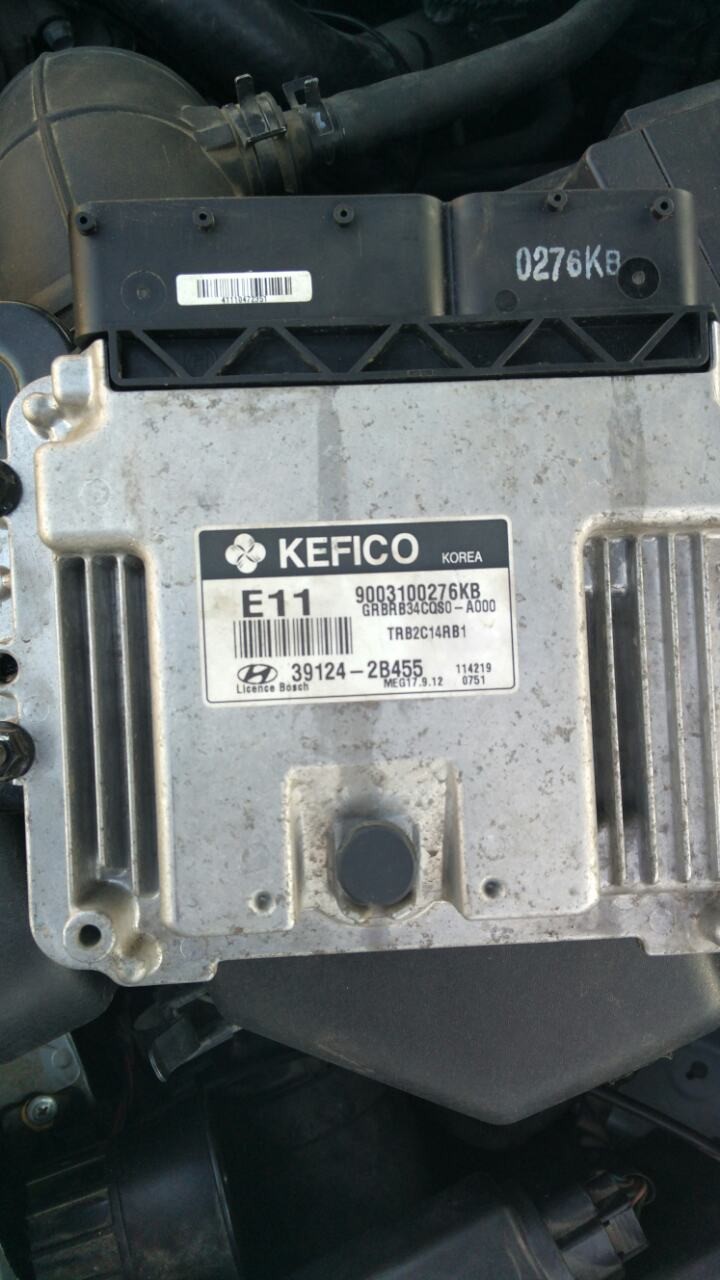 0276KB
KEFICO KOREA
E11
9003100276KB
GRBRB34CQS0-A000
TRB2C14RB1
39124-2B455
114219
Licence Bosch
MEG17.9.12
0751